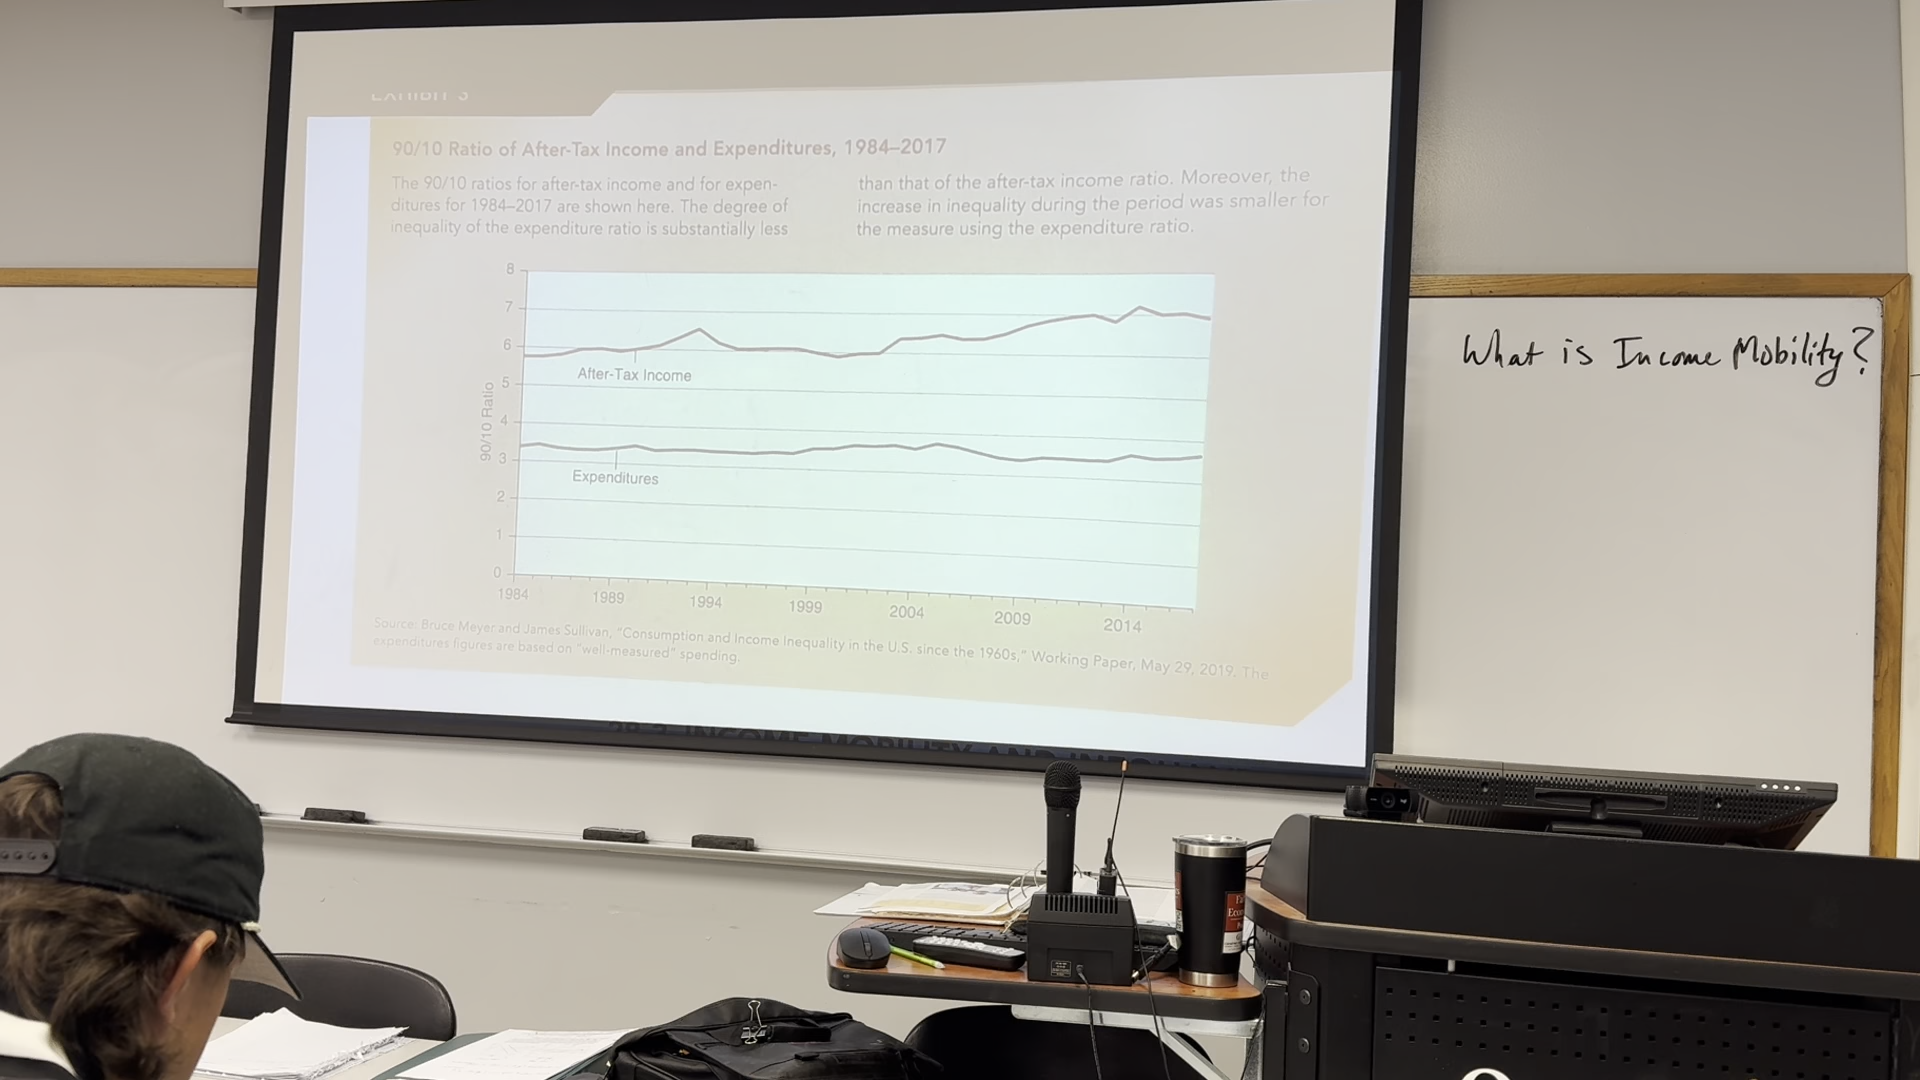 EXHIBIT 3
90/10 Ratio of After-Tax Income and Expenditures, 1984–2017
The 90/10 ratios for after-tax income and for expen-
ditures for 1984–2017 are shown here. The degree of
inequality of the expenditure ratio is substantially less
than that of the after-tax income ratio. Moreover, the
increase in inequality during the period was smaller for
the measure using the expenditure ratio.
90/10 Ratio
8
7
6
5
4
3
2
1
0
After-Tax Income
Expenditures
1984 1989 1994 1999 2004 2009 2014
Source: Bruce Meyer and James Sullivan, "Consumption and Income Inequality in the U.S. since the 1960s," Working Paper, May 29, 2019. The
expenditures figures are based on "well-measured" spending.
What is Income Mobility?